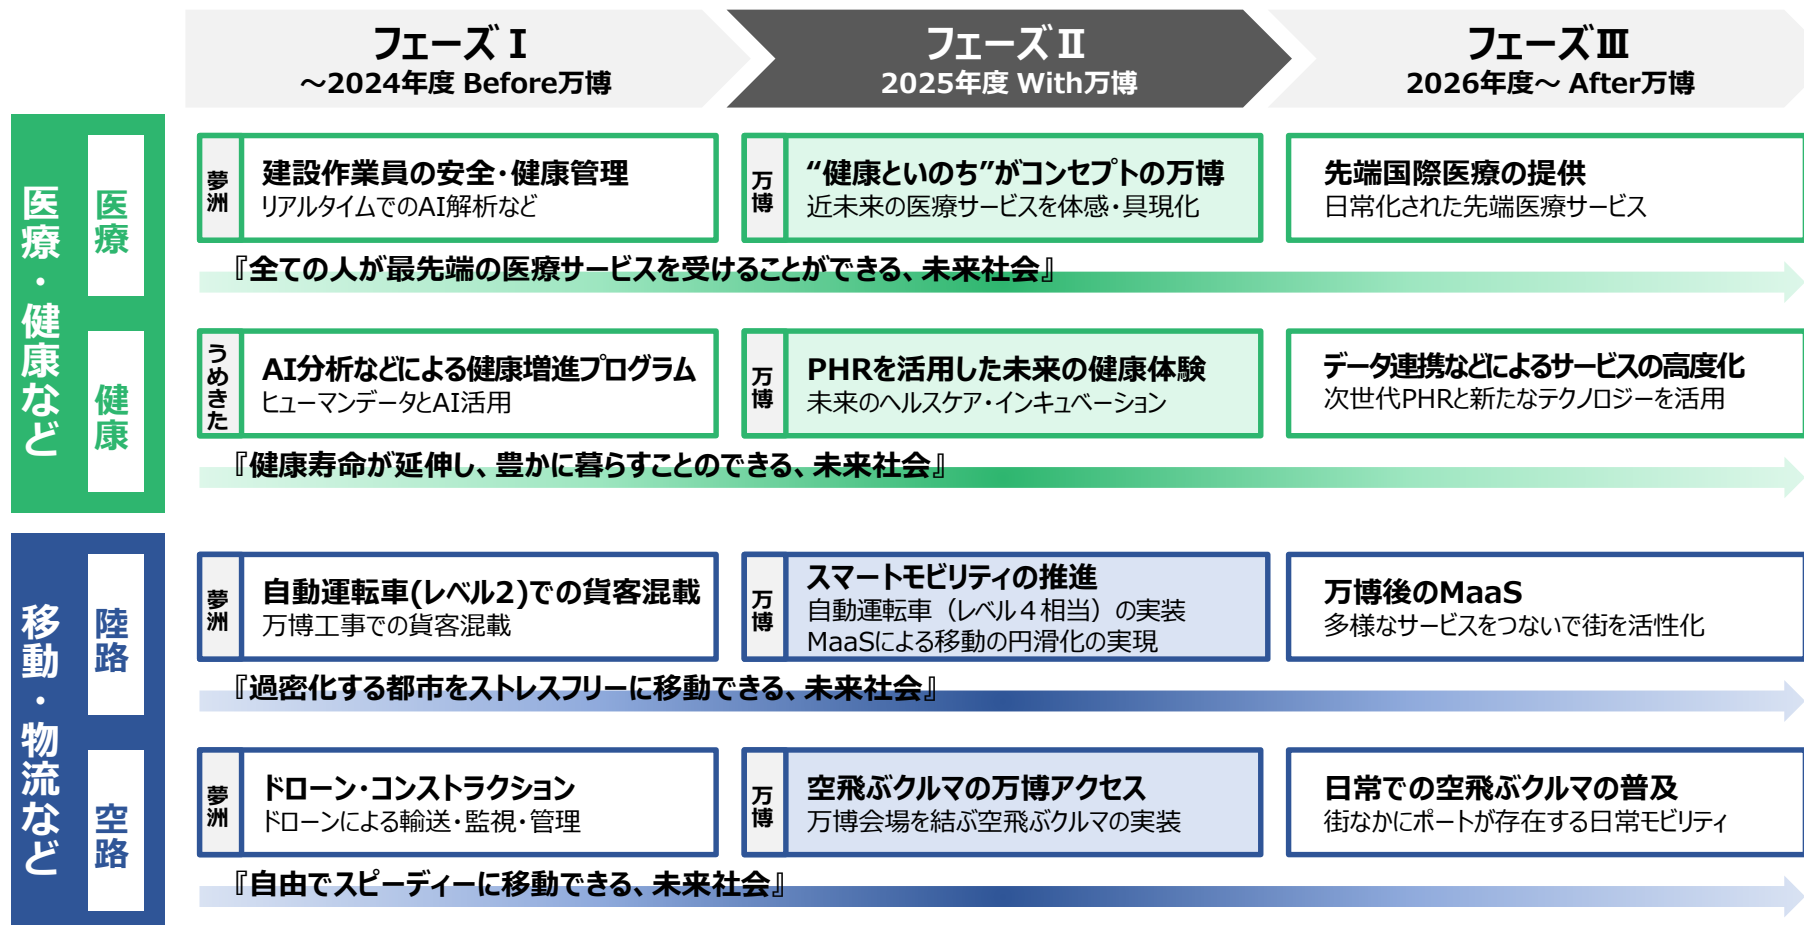 フェーズⅠ
～2024年度 Before万博
フェーズⅡ
2025年度 With万博
フェーズⅢ
2026年度～ After万博
医療・健康など
医療
夢洲
建設作業員の安全・健康管理
リアルタイムでのAI解析など
万博
“健康といのち”がコンセプトの万博
近未来の医療サービスを体感・具現化
先端国際医療の提供
日常化された先端医療サービス
『全ての人が最先端の医療サービスを受けることができる、未来社会』
健康
うめきた
AI分析などによる健康増進プログラム
ヒューマンデータとAI活用
万博
PHRを活用した未来の健康体験
未来のヘルスケア・インキュベーション
データ連携などによるサービスの高度化
次世代PHRと新たなテクノロジーを活用
『健康寿命が延伸し、豊かに暮らすことのできる、未来社会』
移動・物流など
陸路
夢洲
自動運転車(レベル2)での貨客混載
万博工事での貨客混載
万博
スマートモビリティの推進
自動運転車（レベル４相当）の実装
MaaSによる移動の円滑化の実現
万博後のMaaS
多様なサービスをつないで街を活性化
『過密化する都市をストレスフリーに移動できる、未来社会』
空路
夢洲
ドローン・コンストラクション
ドローンによる輸送・監視・管理
万博
空飛ぶクルマの万博アクセス
万博会場を結ぶ空飛ぶクルマの実装
日常での空飛ぶクルマの普及
街なかにポートが存在する日常モビリティ
『自由でスピーディーに移動できる、未来社会』